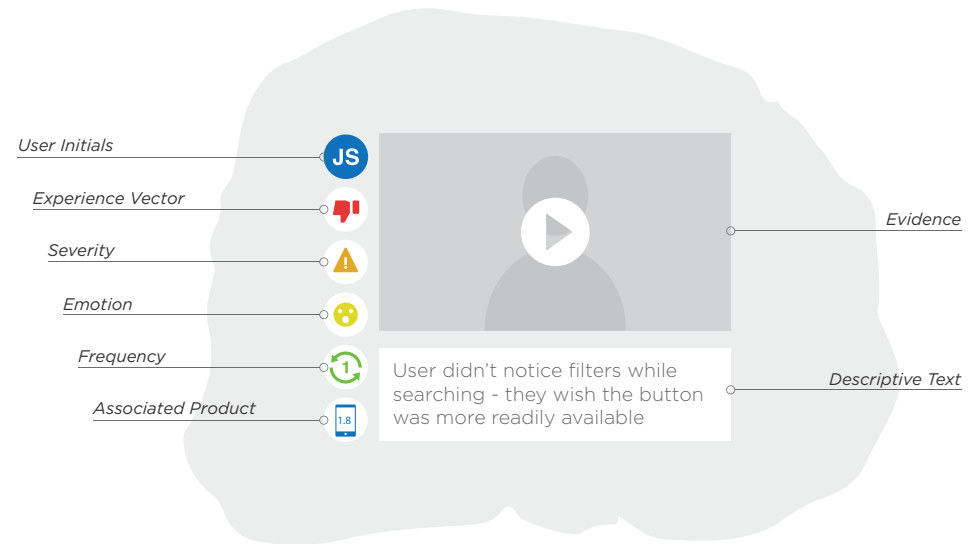 User Initials
JS
Experience Vector
Severity
!
Emotion
Frequency
1
Associated Product
1.8
Evidence
User didn’t notice filters while
searching - they wish the button
was more readily available
Descriptive Text